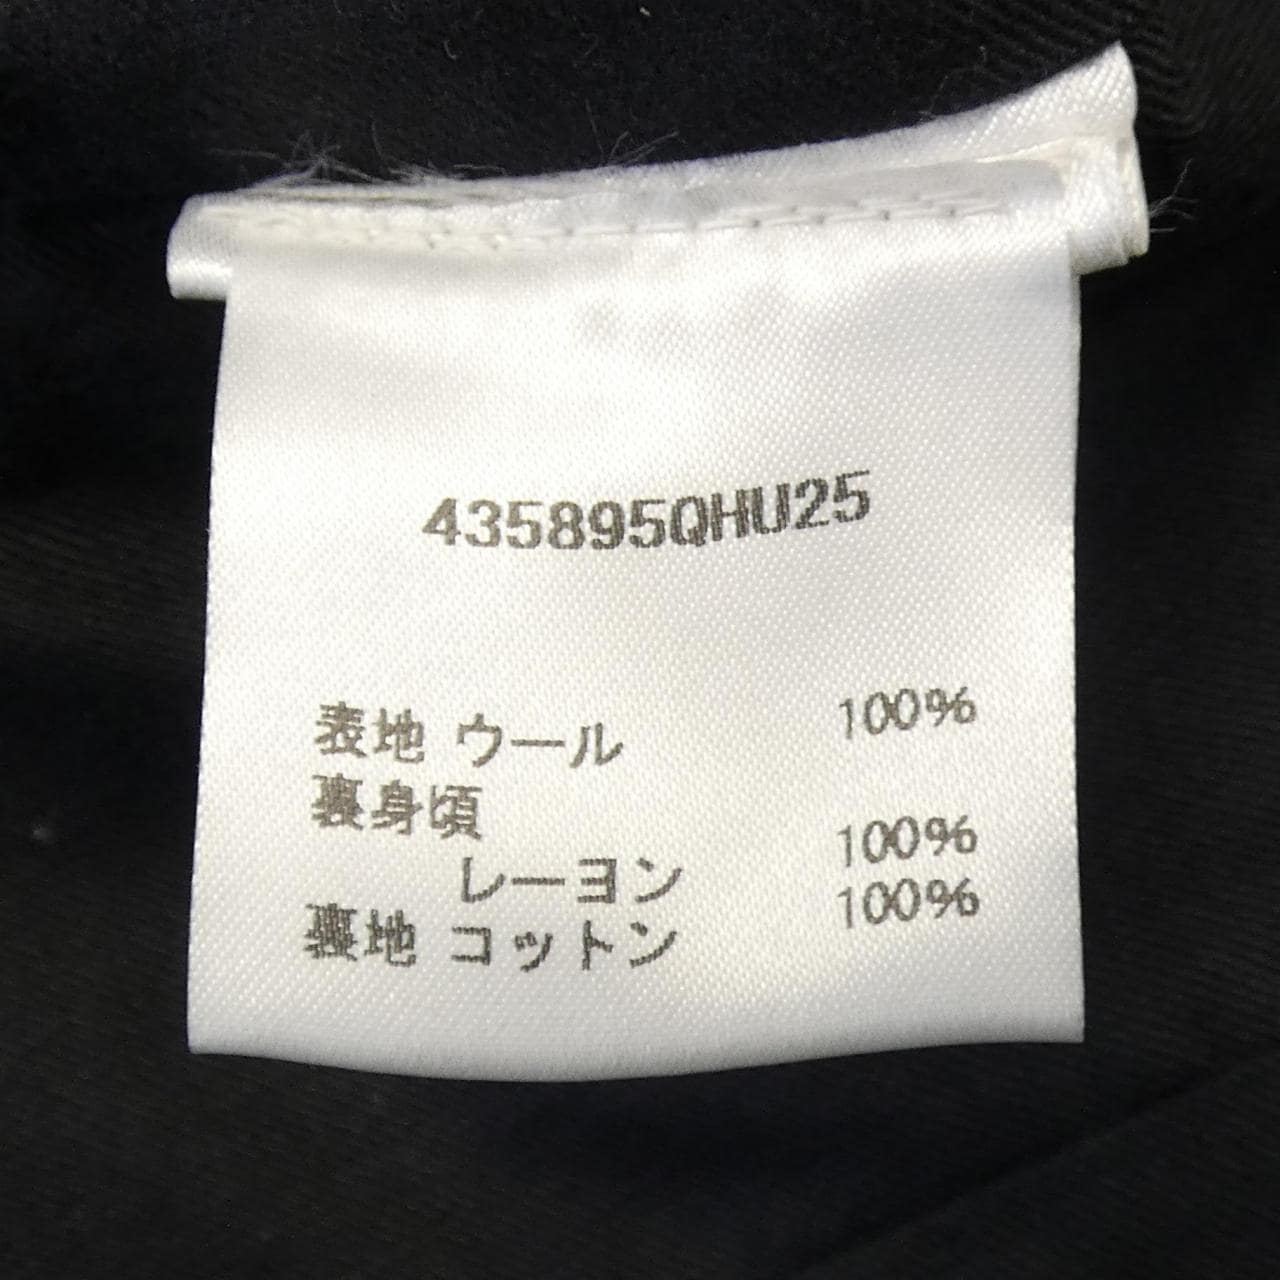 435895QHU25
表地 ウール 100%
裏身頃
レーヨン 100%
裏地 コットン 100%